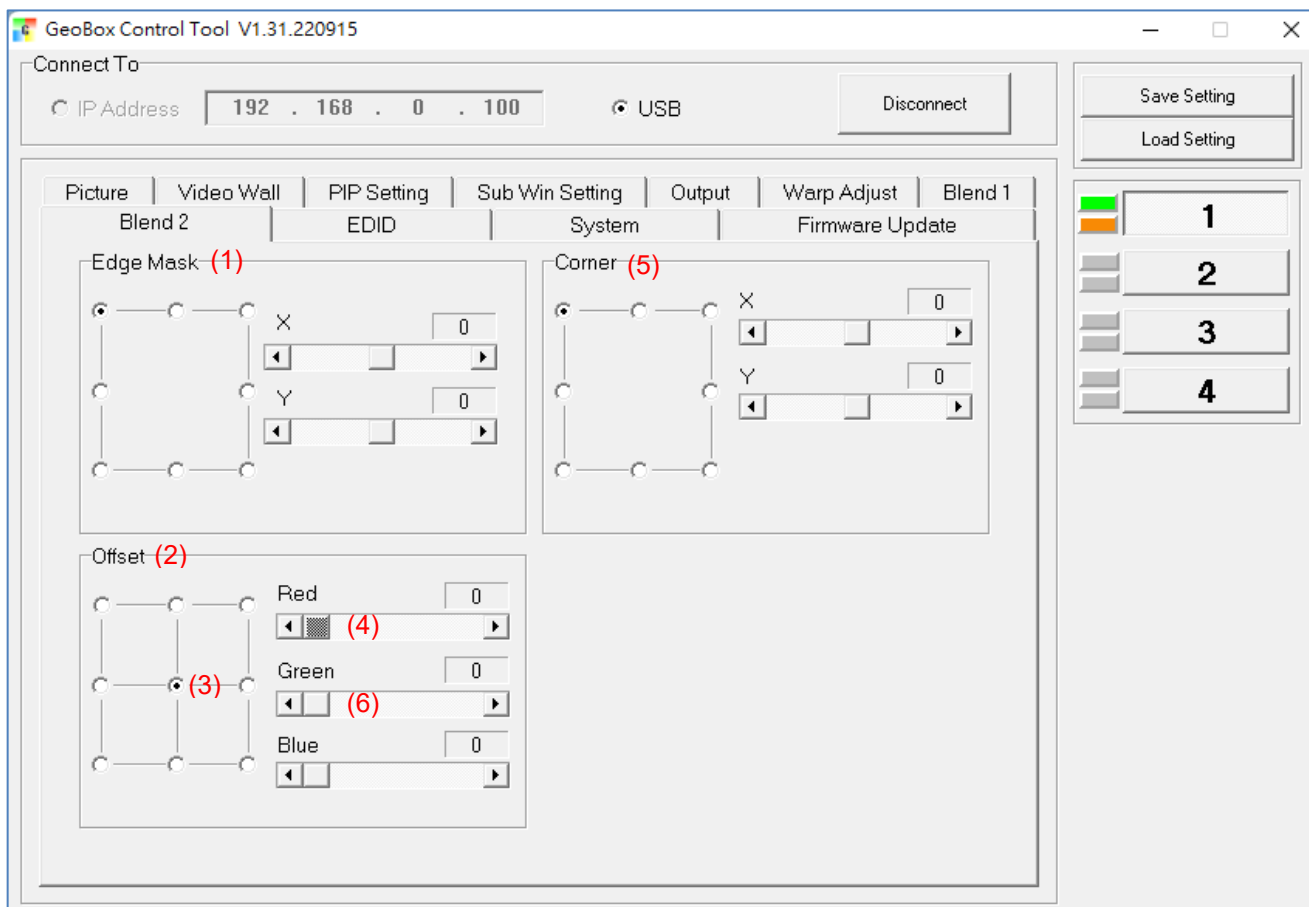 GeoBox Control Tool V1.31.220915
Connect To
IP Address 192 . 168 . 0 . 100 USB Disconnect
Save Setting
Load Setting
Picture Video Wall PIP Setting Sub Win Setting Output Warp Adjust Blend 1
Blend 2 EDID System Firmware Update
1
2
3
4
Edge Mask (1)
X 0
Y 0
Corner (5)
X 0
Y 0
Offset (2)
Red 0
(4)
Green 0
(3)
(6)
Blue 0